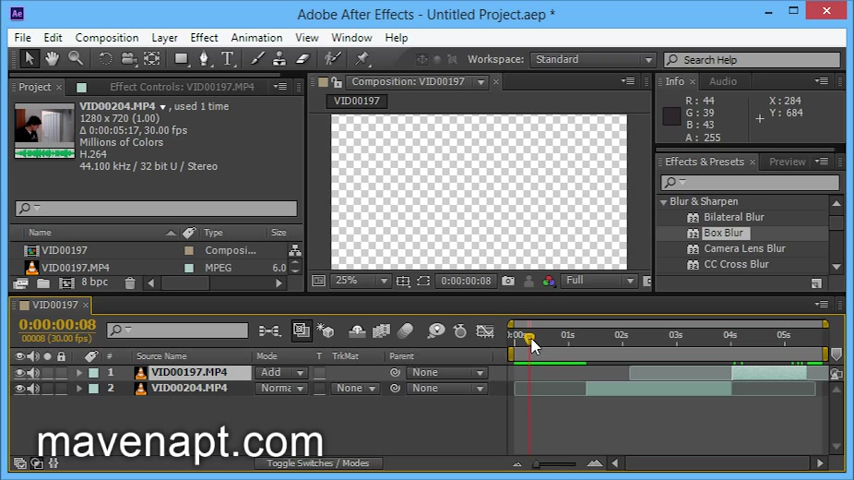 Ae
Adobe After Effects - Untitled Project.aep *
File Edit Composition Layer Effect Animation View Window Help
Workspace: Standard
Search Help
Project Effect Controls: VID00197.MP4
Composition: VID00197
Info Audio
VID00204.MP4 , used 1 time
1280 x 720 (1.00)
Δ 0:00:05:17, 30.00 fps
Millions of Colors
H.264
44.100 kHz / 32 bit U / Stereo
VID00197
R : 44
G : 39
B : 43
A : 255
X : 284
Y : 684
Effects & Presets Preview
Blur & Sharpen
Bilateral Blur
Box Blur
Camera Lens Blur
CC Cross Blur
Name Type Size
VID00197 Composi...
VID00197.MP4 MPEG 6.0
8 bpc
25% 0:00:00:08 Full
VID00197
0:00:00:08
00008 (30.00 fps)
01s 02s 03s 04s 05s
# Source Name Mode T TrkMat Parent
1 VID00197.MP4 Add None
2 VID00204.MP4 Norma None None
mavenapt.com
Toggle Switches / Modes